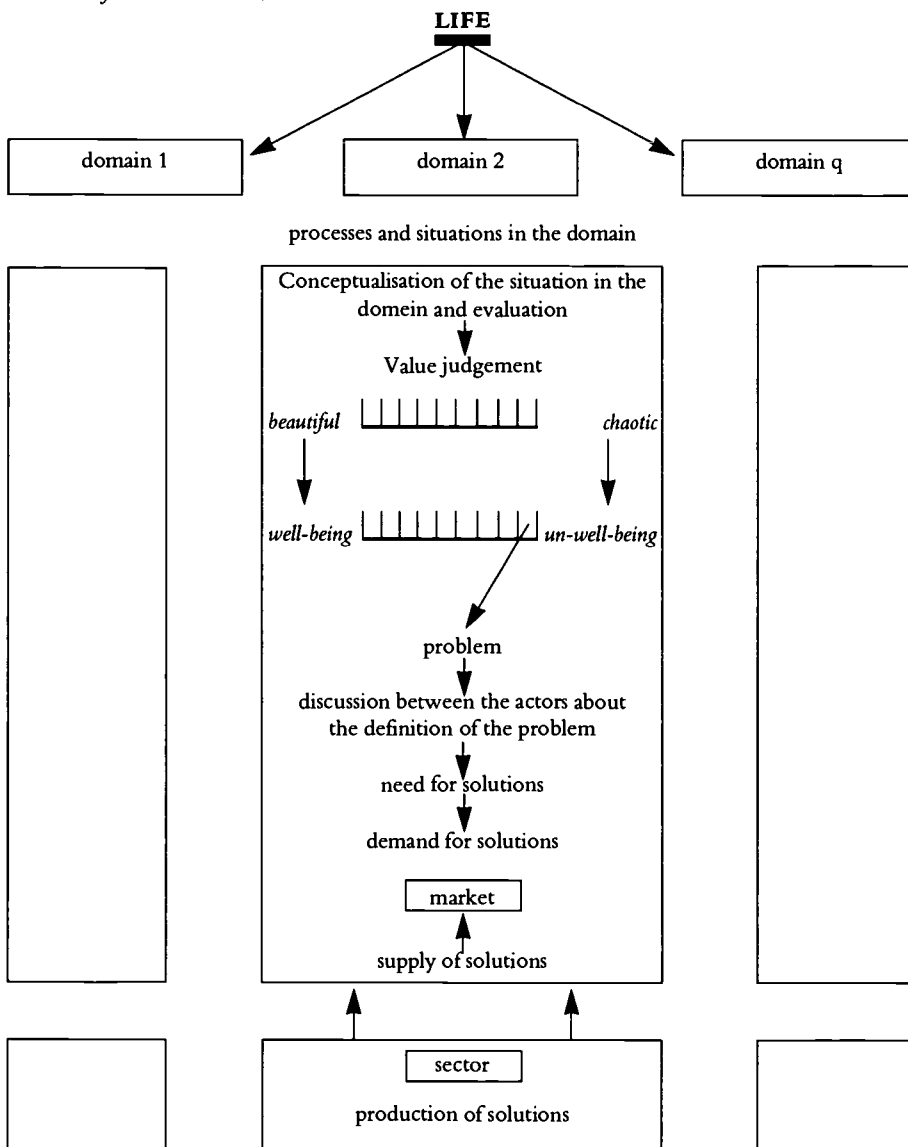 LIFE
domain 1
domain 2
domain q
processes and situations in the domain
Conceptualisation of the situation in the
domein and evaluation
Value judgement
beautiful
chaotic
well-being
un-well-being
problem
discussion between the actors about
the definition of the problem
need for solutions
demand for solutions
market
supply of solutions
sector
production of solutions